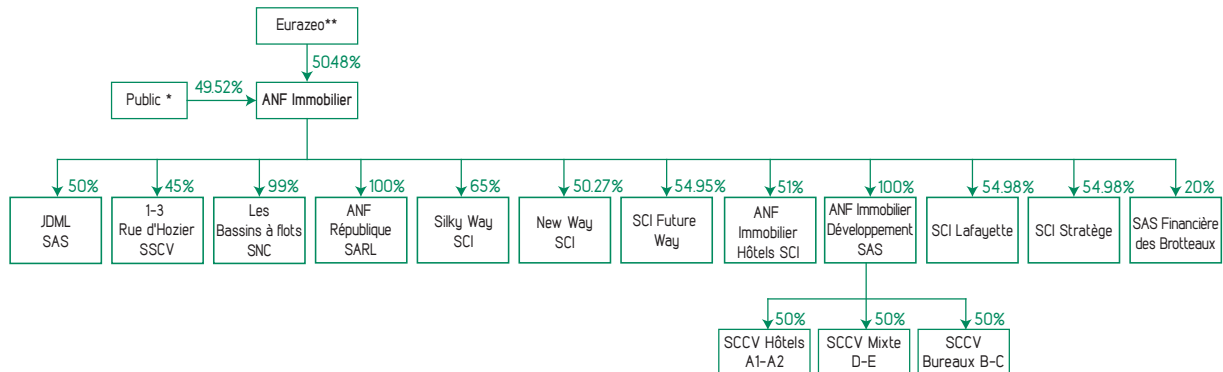 Eurazeo**
50.48%
49.52%
Public *
ANF Immobilier
50%
45%
99%
100%
65%
50.27%
54.95%
51%
100%
54.98%
54.98%
20%
JDML
SAS
1-3
Rue d'Hozier
SSCV
Les
Bassins à flots
SNC
ANF
République
SARL
Silky Way
SCI
New Way
SCI
SCI Future
Way
ANF
Immobilier
Hôtels SCI
ANF Immobilier
Développement
SAS
SCI Lafayette
SCI Stratège
SAS Financière
des Brotteaux
50%
50%
50%
SCCV Hôtels
A1-A2
SCCV Mixte
D-E
SCCV
Bureaux B-C